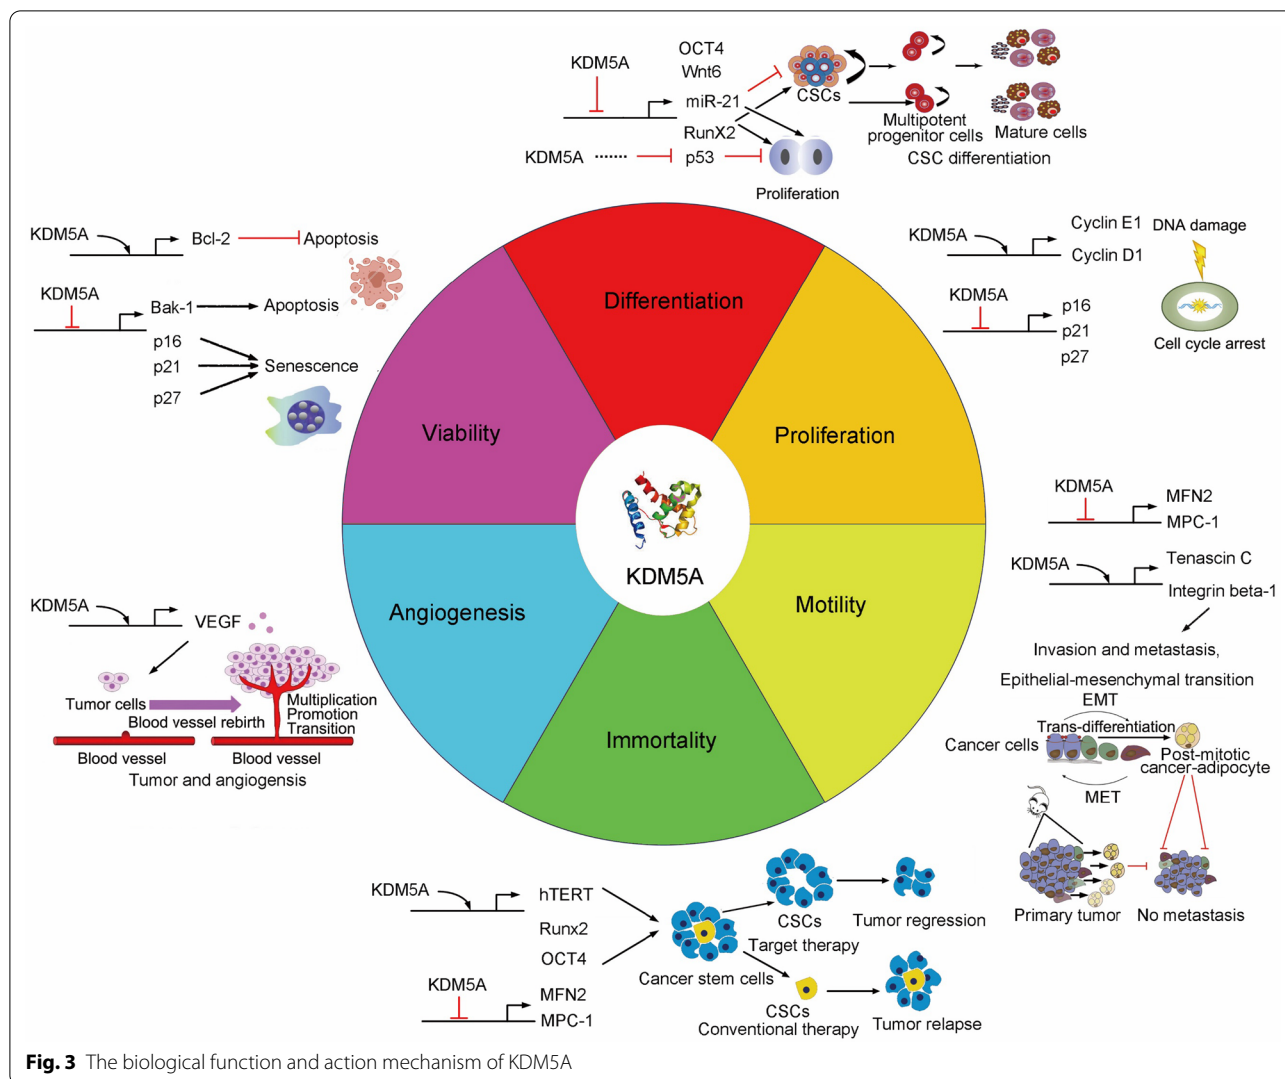 OCT4
KDM5A
Wnt6
miR-21
CSCs
RunX2
Multipotent
progenitor cells
Mature cells
CSC differentiation
KDM5A
p53
Proliferation
KDM5A
Bcl-2
Apoptosis
KDM5A
Bak-1
Apoptosis
p16
p21
Senescence
p27
KDM5A
Cyclin E1
Cyclin D1
DNA damage
KDM5A
p16
p21
p27
Cell cycle arrest
Differentiation
Viability
Proliferation
KDM5A
Angiogenesis
Motility
Immortality
KDM5A
MFN2
MPC-1
KDM5A
Tenascin C
Integrin beta-1
Invasion and metastasis,
Epithelial-mesenchymal transition
EMT
Trans-differentiation
Cancer cells
Post-mitotic
cancer-adipocyte
MET
Primary tumor
No metastasis
KDM5A
VEGF
Tumor cells
Blood vessel rebirth
Multiplication
Promotion
Transition
Blood vessel
Blood vessel
Tumor and angiogensis
KDM5A
hTERT
Runx2
OCT4
KDM5A
MFN2
MPC-1
Cancer stem cells
CSCs
Target therapy
Tumor regression
CSCs
Conventional therapy
Tumor relapse
Fig. 3 The biological function and action mechanism of KDM5A